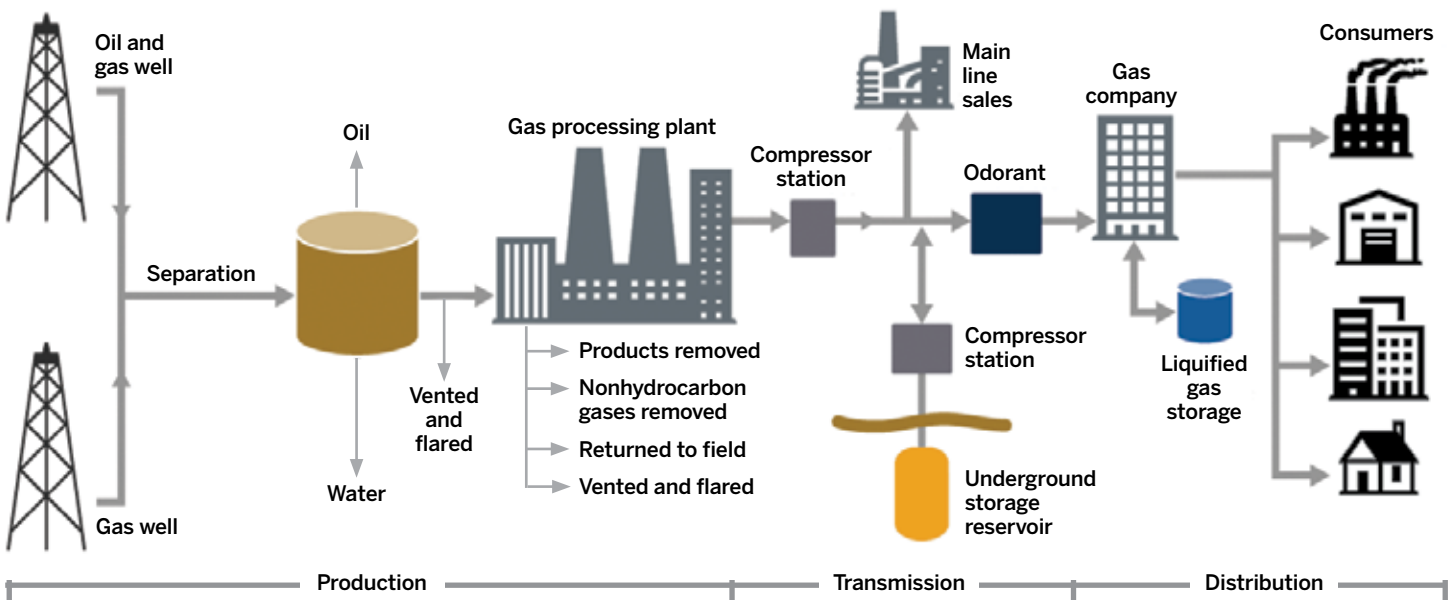 Oil and
gas well
Gas well
Separation
Oil
Water
Vented
and
flared
Gas processing plant
Products removed
Nonhydrocarbon
gases removed
Returned to field
Vented and flared
Compressor
station
Main
line
sales
Odorant
Compressor
station
Underground
storage
reservoir
Gas
company
Liquified
gas
storage
Consumers
Production
Transmission
Distribution